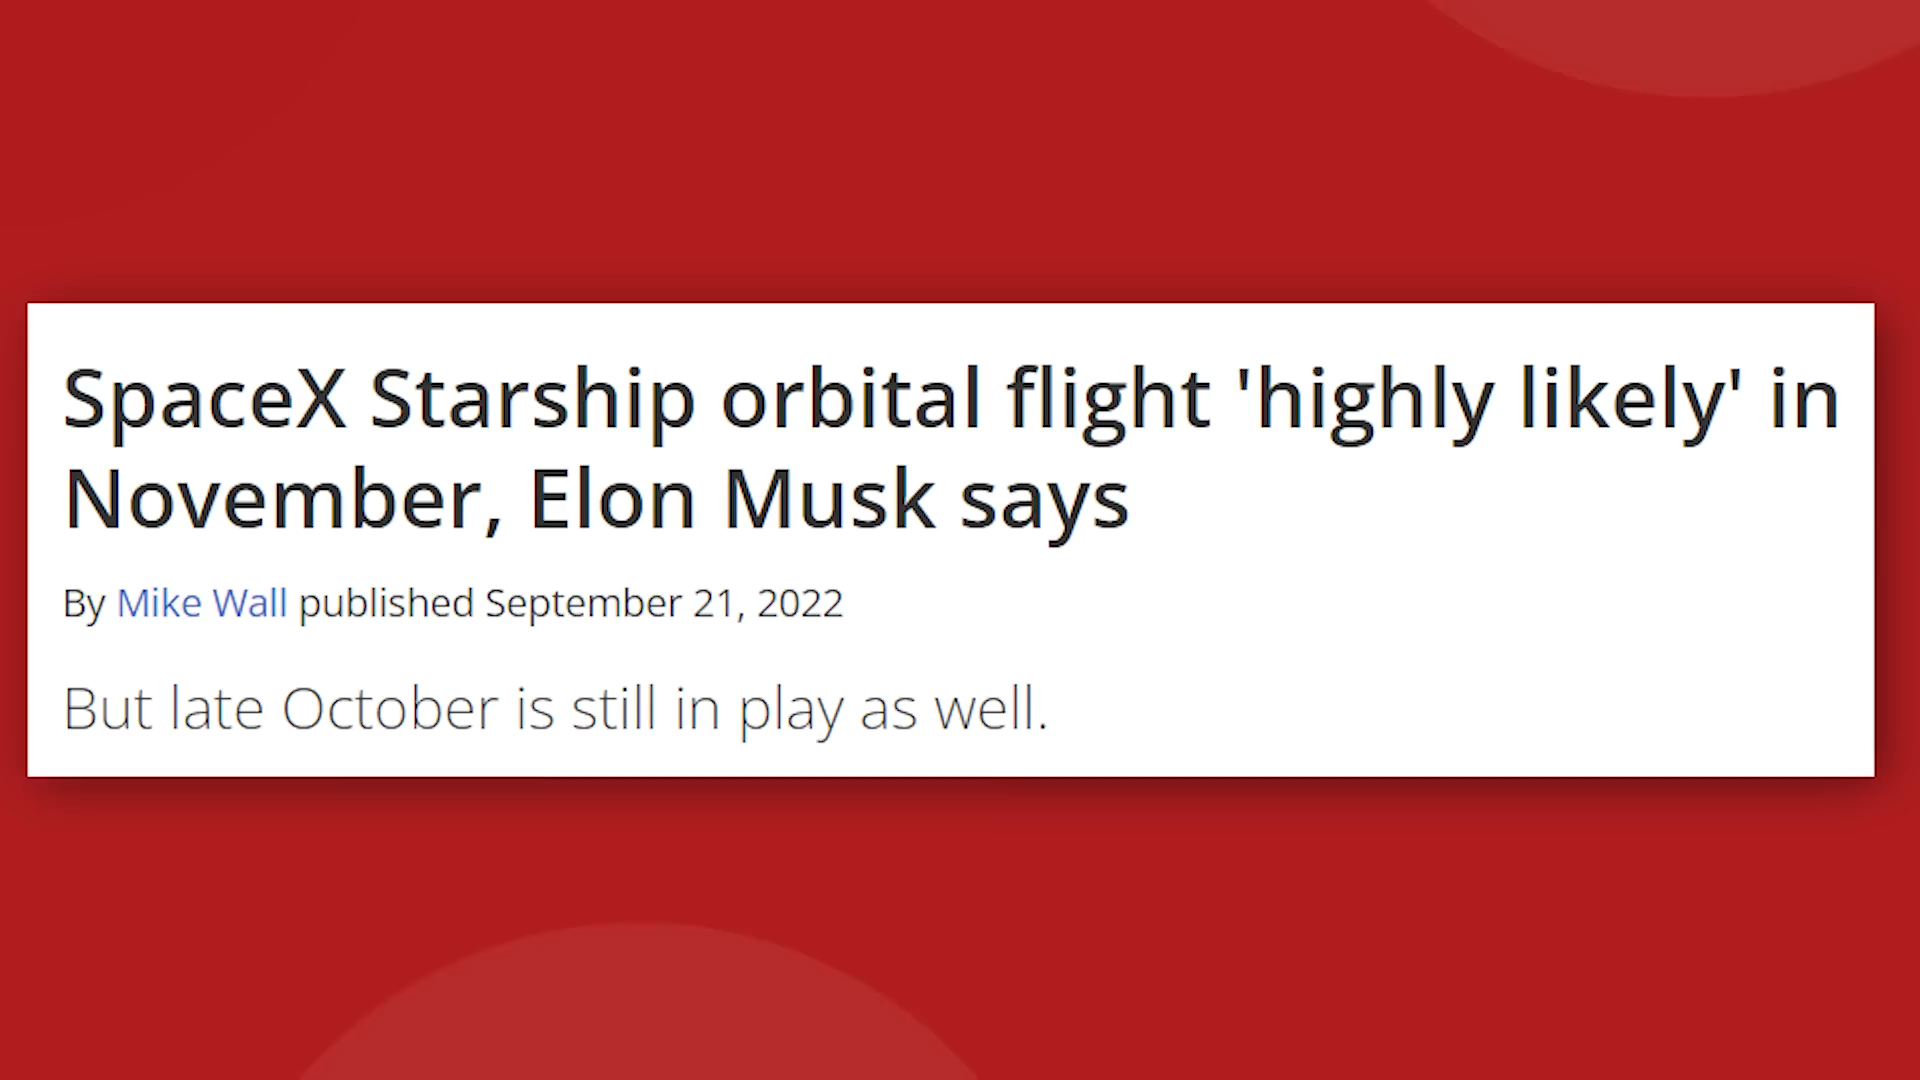 SpaceX Starship orbital flight 'highly likely' in
November, Elon Musk says
By Mike Wall published September 21, 2022
But late October is still in play as well.